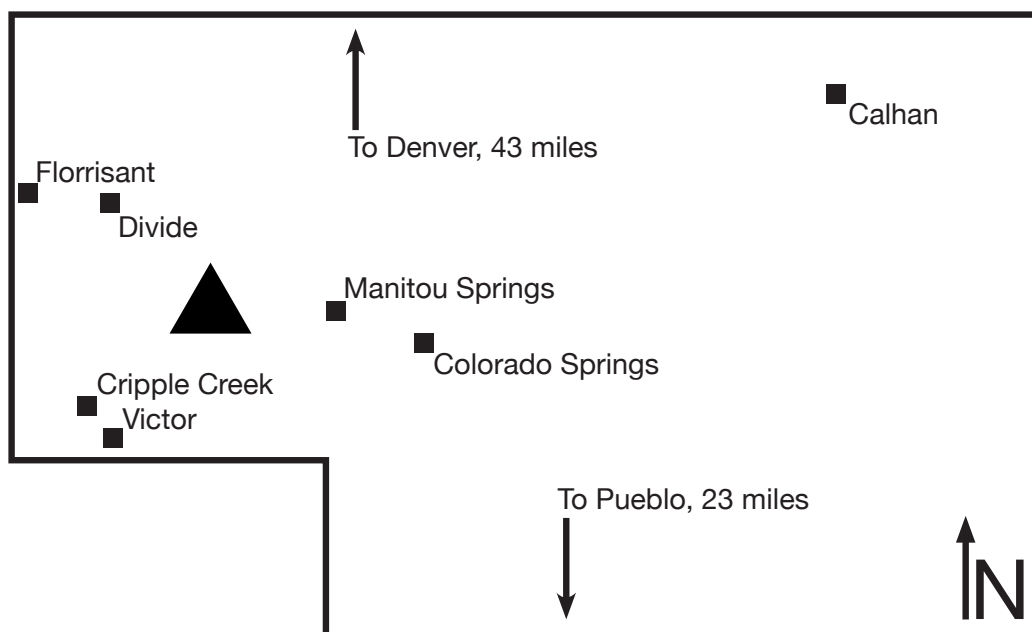 Calhan
To Denver, 43 miles
Florrisant
Divide
Manitou Springs
Colorado Springs
Cripple Creek
Victor
To Pueblo, 23 miles
N